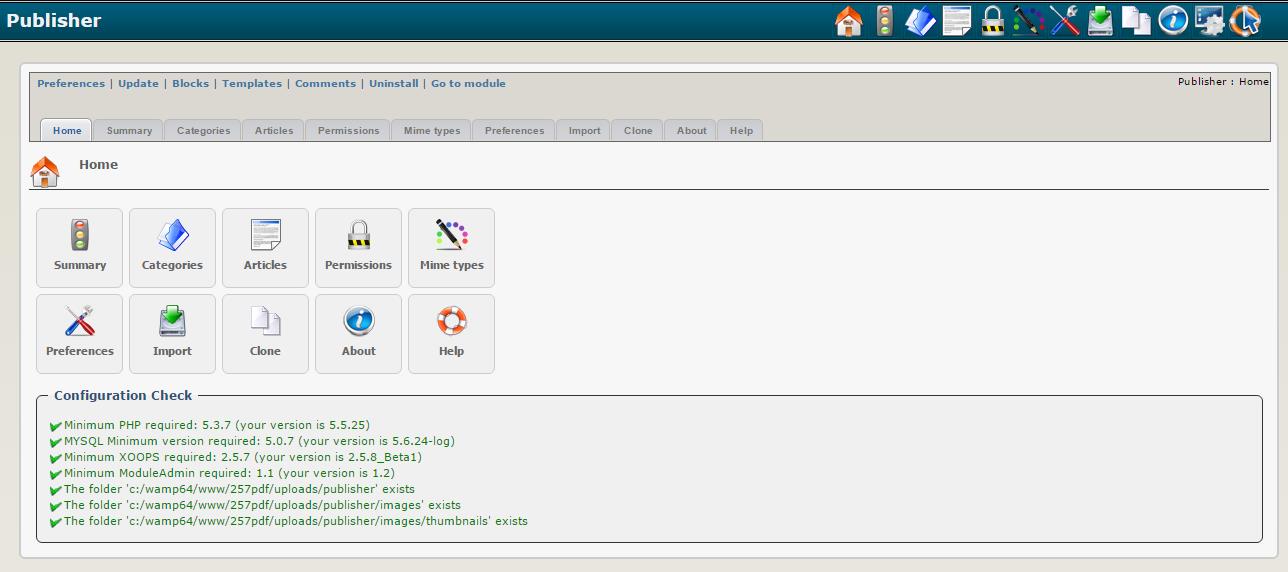 Publisher
Preferences | Update | Blocks | Templates | Comments | Uninstall | Go to module
Publisher : Home
Home Summary Categories Articles Permissions Mime types Preferences Import Clone About Help
Home
Summary Categories Articles Permissions Mime types
Preferences Import Clone About Help
Configuration Check
Minimum PHP required: 5.3.7 (your version is 5.5.25)
MYSQL Minimum version required: 5.0.7 (your version is 5.6.24-log)
Minimum XOOPS required: 2.5.7 (your version is 2.5.8_Beta1)
Minimum ModuleAdmin required: 1.1 (your version is 1.2)
The folder 'c:/wamp64/www/257pdf/uploads/publisher' exists
The folder 'c:/wamp64/www/257pdf/uploads/publisher/images' exists
The folder 'c:/wamp64/www/257pdf/uploads/publisher/images/thumbnails' exists